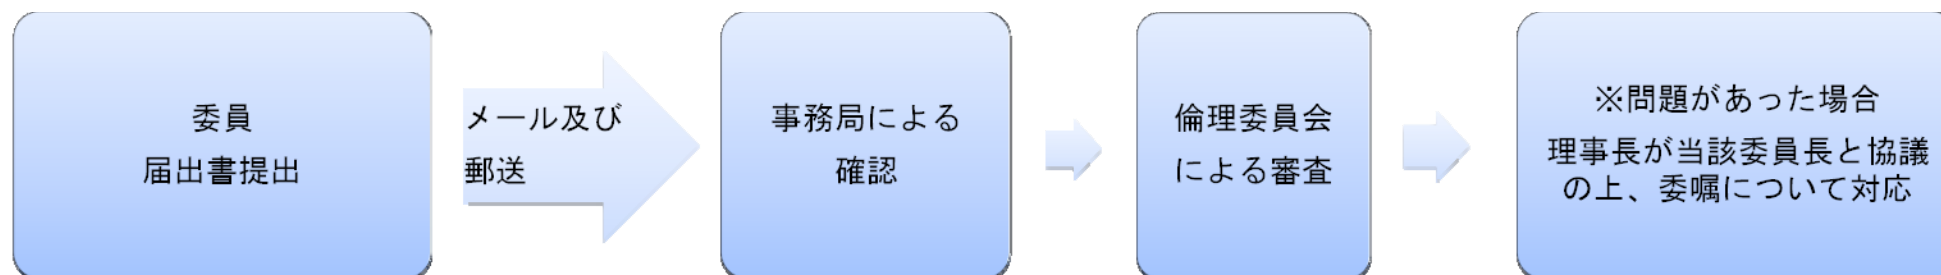 委員
届出書提出
メール及び
郵送
事務局による
確認
倫理委員会
による審査
※問題があった場合
理事長が当該委員長と協議
の上、委嘱について対応